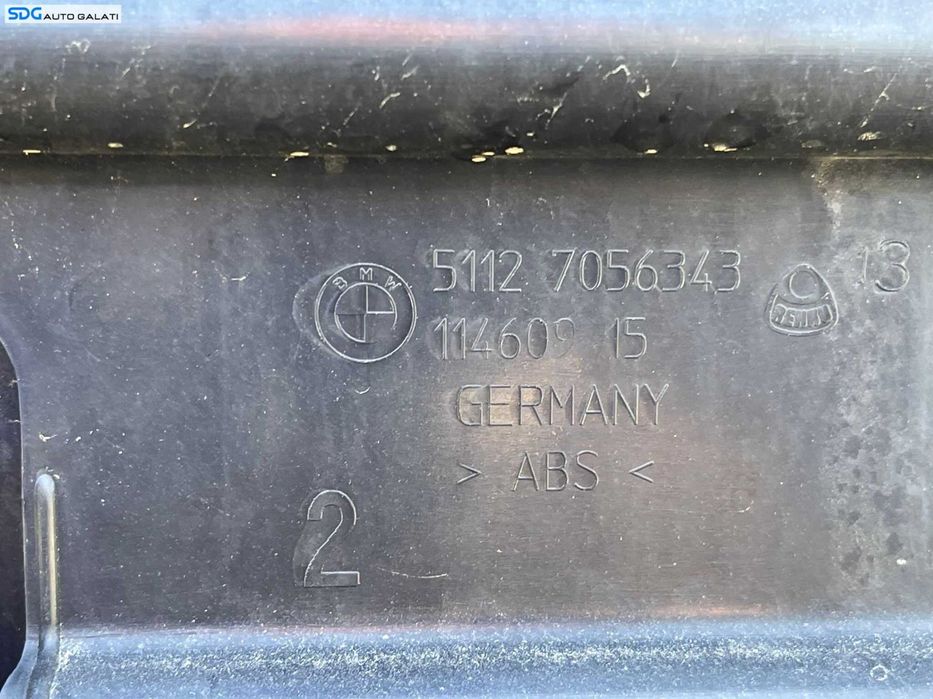 SDG AUTO GALATI
BMW
5112 7056343
13
114609 15
GERMANY
> ABS <
2